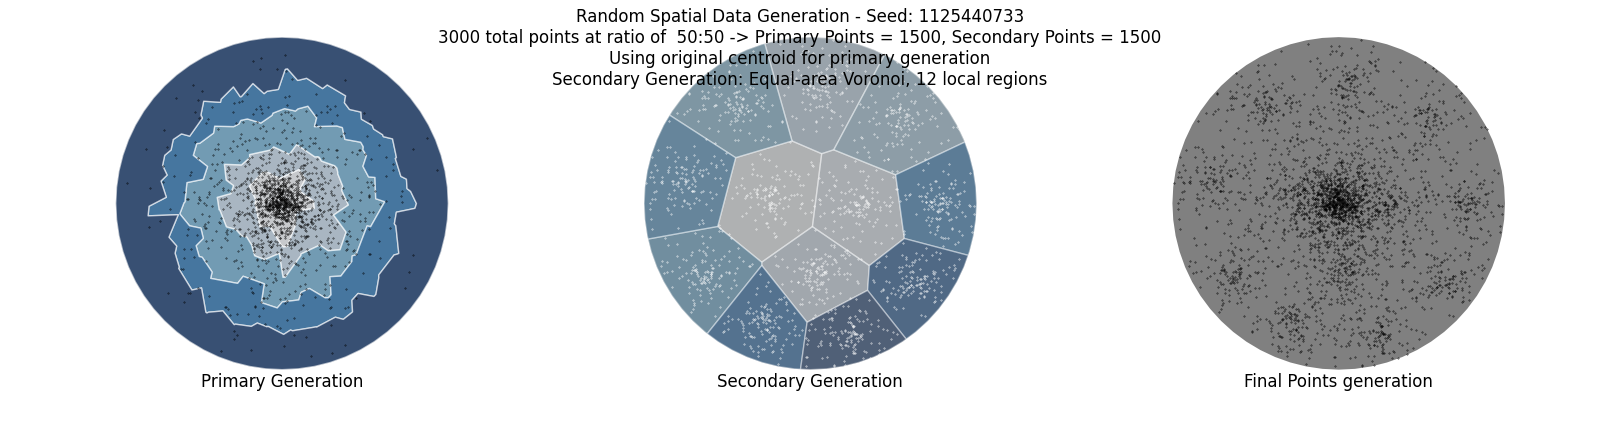 Random Spatial Data Generation - Seed: 1125440733
3000 total points at ratio of  50:50 -> Primary Points = 1500, Secondary Points = 1500
Using original centroid for primary generation
Secondary Generation: Equal-area Voronoi, 12 local regions
Primary Generation
Secondary Generation
Final Points generation